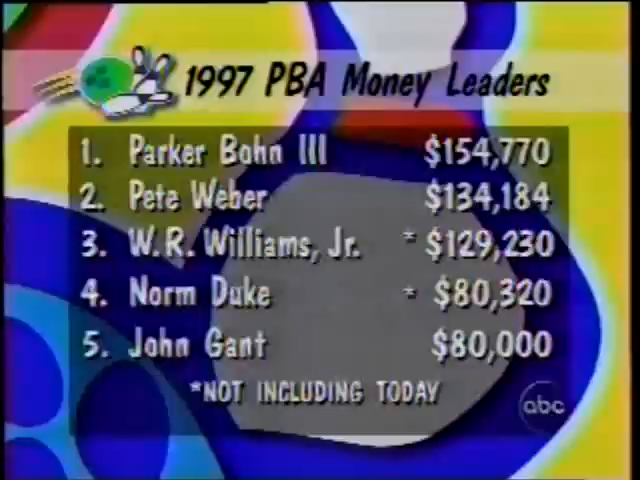 1997 PBA Money Leaders
1. Parker Bohn III $154,770
2. Pete Weber $134,184
3. W.R. Williams, Jr. * $129,230
4. Norm Duke * $80,320
5. John Gant $80,000
*NOT INCLUDING TODAY
abc